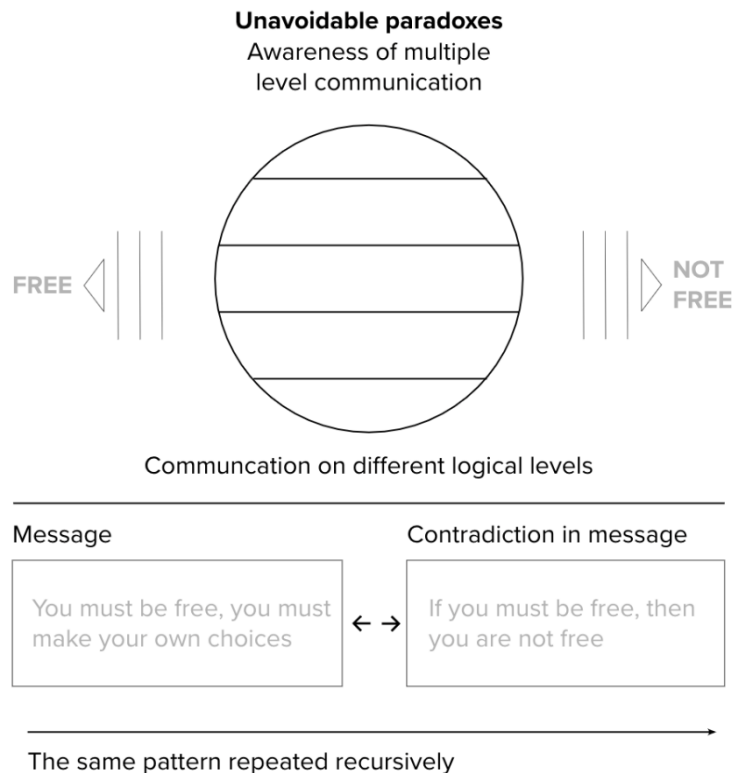 Unavoidable paradoxes
Awareness of multiple
level communication
FREE
NOT
FREE
Communcation on different logical levels
Message
Contradiction in message
You must be free, you must
make your own choices
If you must be free, then
you are not free
The same pattern repeated recursively